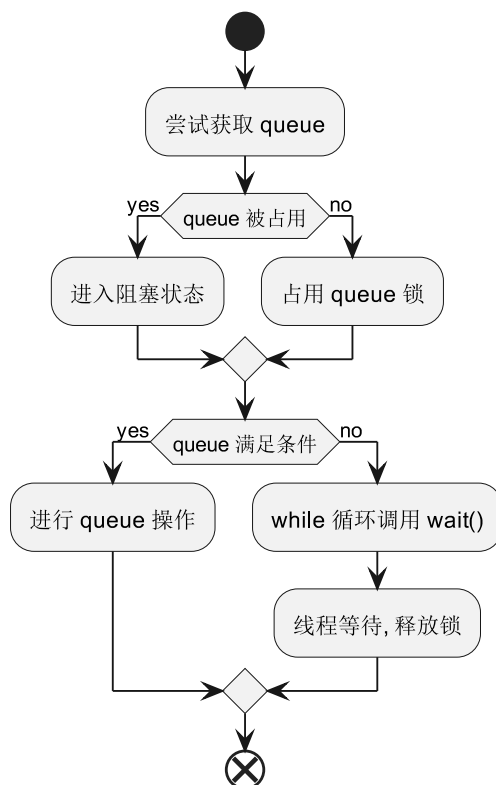 尝试获取 queue
yes
queue 被占用
no
进入阻塞状态
占用 queue 锁
yes
queue 满足条件
no
进行 queue 操作
while 循环调用 wait()
线程等待, 释放锁